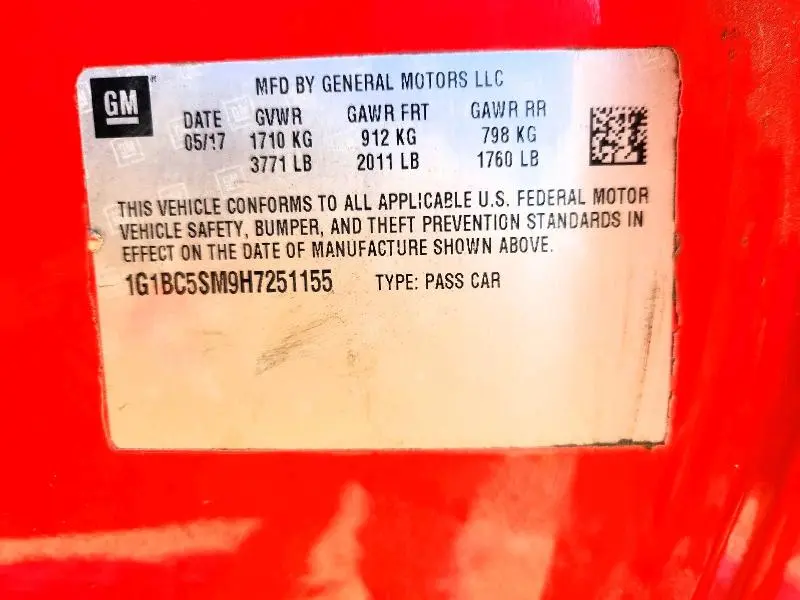 GM
MFD BY GENERAL MOTORS LLC
DATE GVWR GAWR FRT GAWR RR
05/17 1710 KG 912 KG 798 KG
3771 LB 2011 LB 1760 LB
THIS VEHICLE CONFORMS TO ALL APPLICABLE U.S. FEDERAL MOTOR
VEHICLE SAFETY, BUMPER, AND THEFT PREVENTION STANDARDS IN
EFFECT ON THE DATE OF MANUFACTURE SHOWN ABOVE.
1G1BC5SM9H7251155 TYPE: PASS CAR